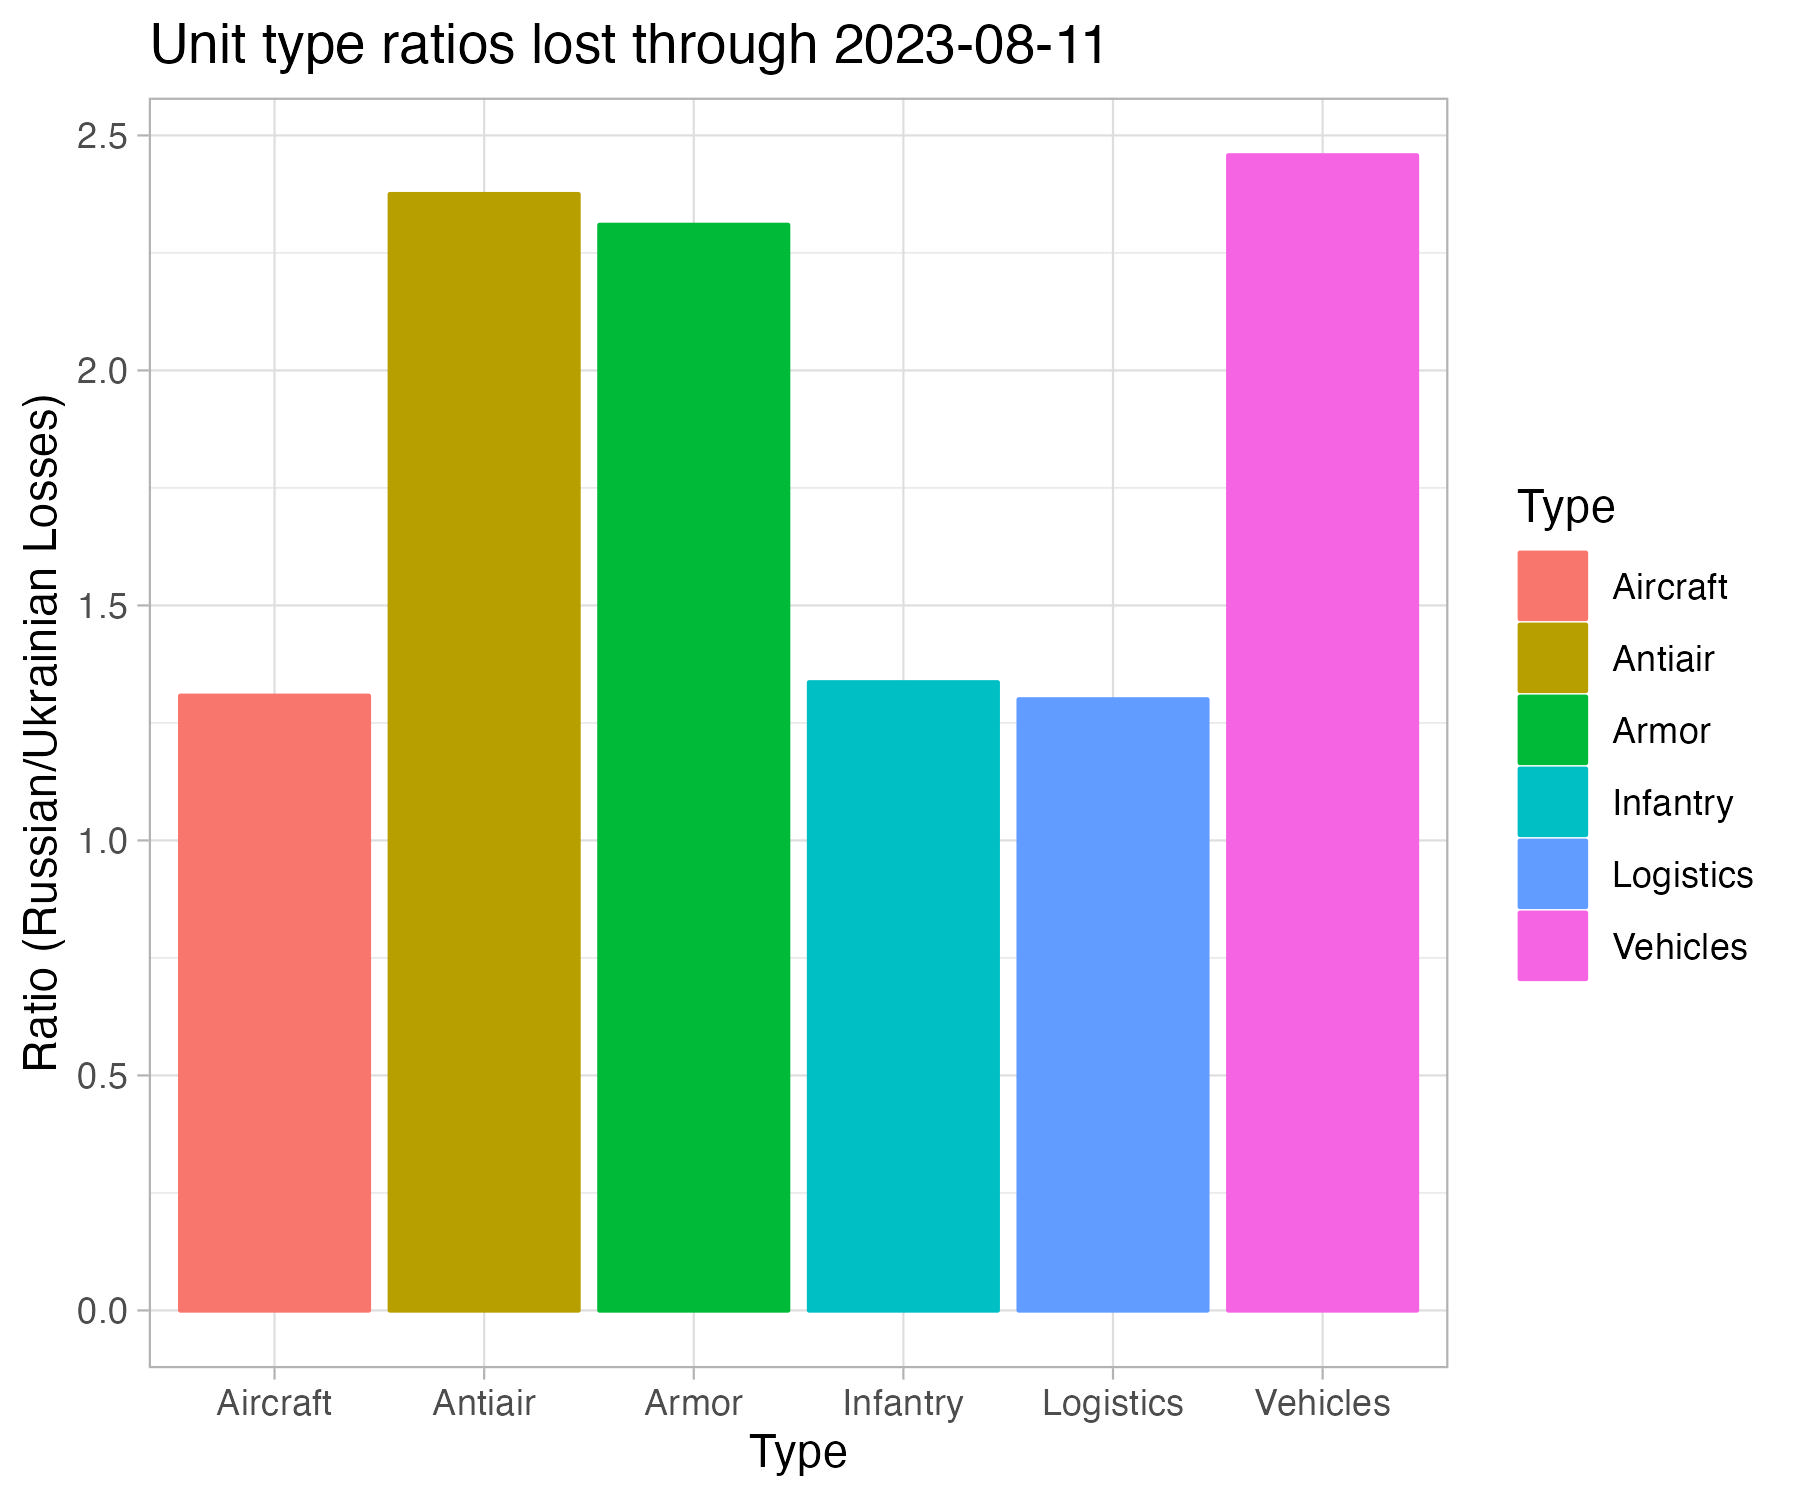 Unit type ratios lost through 2023-08-11
Ratio (Russian/Ukrainian Losses)
2.5
2.0
1.5
1.0
0.5
0.0
Aircraft
Antiair
Armor
Infantry
Logistics
Vehicles
Type
Type
Aircraft
Antiair
Armor
Infantry
Logistics
Vehicles